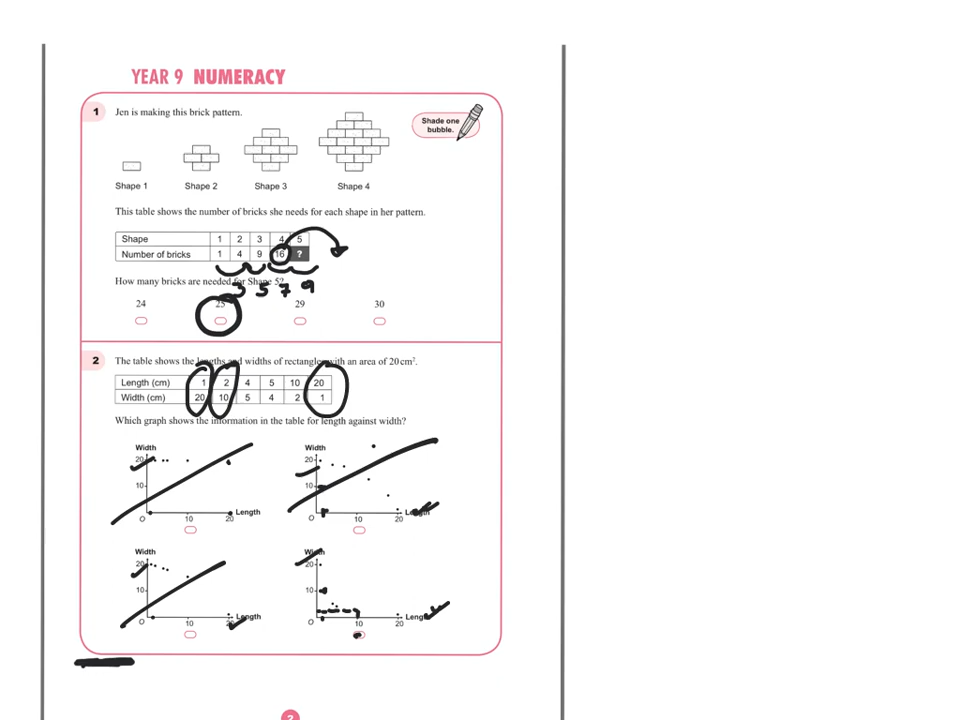 YEAR 9 NUMERACY
1 Jen is making this brick pattern.
Shade one
bubble.
Shape 1 Shape 2 Shape 3 Shape 4
This table shows the number of bricks she needs for each shape in her pattern.
Shape 1 2 3 4 5
Number of bricks 1 4 9 16 ?
How many bricks are needed for Shape 5?
3 5 7 9
24 25 29 30
2 The table shows the lengths and widths of rectangles with an area of 20 cm².
Length (cm) 1 2 4 5 10 20
Width (cm) 20 10 5 4 2 1
Which graph shows the information in the table for length against width?
Width Width
20 20
10 10
Length Length
O 10 20 O 10 20
Width Width
20 20
10 10
Length Length
O 10 20 O 10 20
2